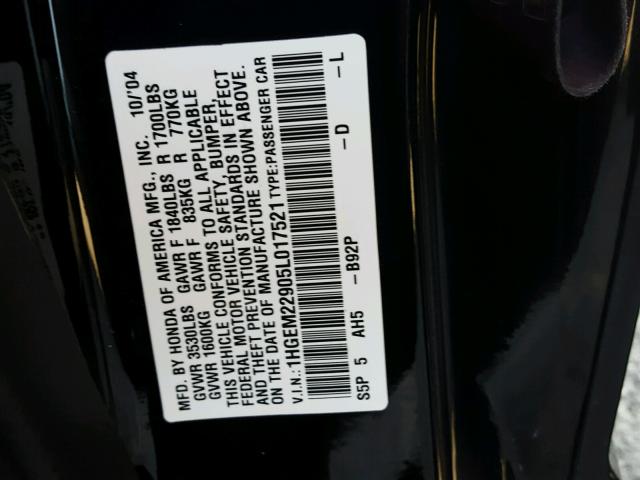 MFD. BY HONDA OF AMERICA MFG., INC. 10/'04
GVWR 3530LBS GAWR F 1840LBS R 1700LBS
GVWR 1600KG GAWR F 835KG R 770KG
THIS VEHICLE CONFORMS TO ALL APPLICABLE
FEDERAL MOTOR VEHICLE SAFETY, BUMPER,
AND THEFT PREVENTION STANDARDS IN EFFECT
ON THE DATE OF MANUFACTURE SHOWN ABOVE.
V.I.N.:1HGEM22905L017521 TYPE:PASSENGER CAR
S5P 5 AH5 –B92P –D –L